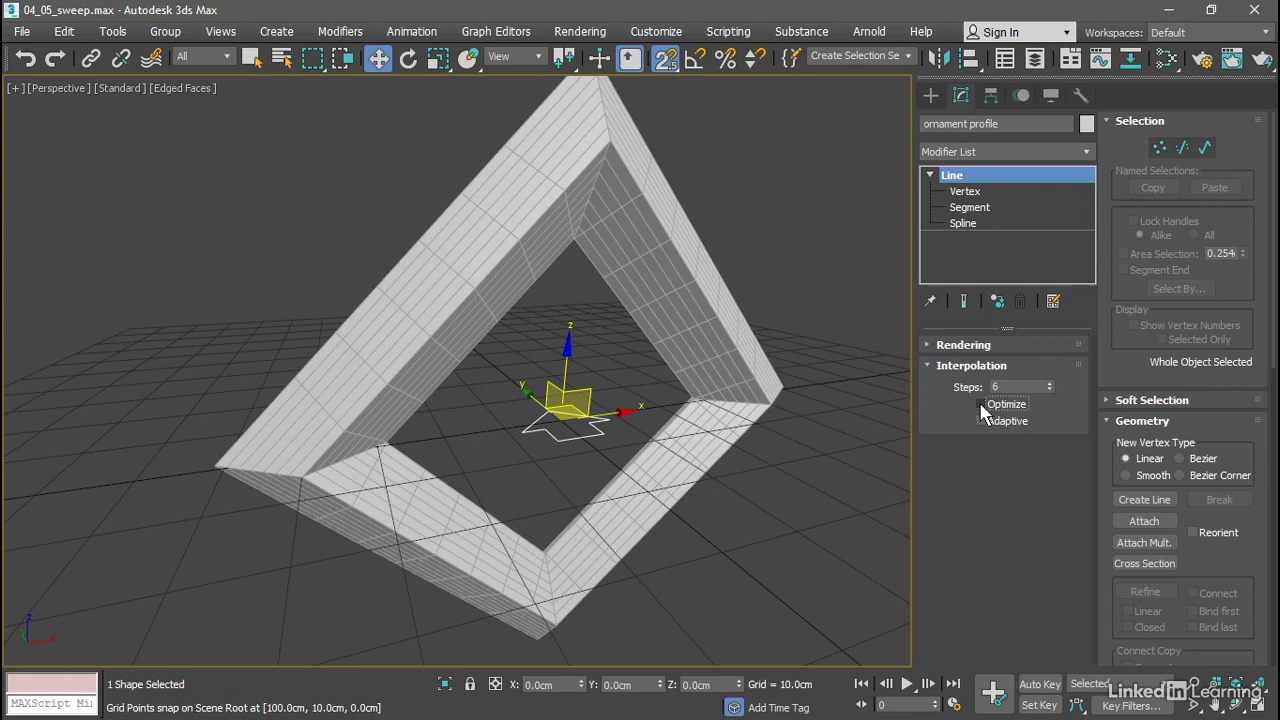 04_05_sweep.max - Autodesk 3ds Max
File Edit Tools Group Views Create Modifiers Animation Graph Editors Rendering Customize Scripting Substance Arnold Help Sign In Workspaces: Default
All View Create Selection Se
[+] [Perspective] [Standard] [Edged Faces]
ornament profile
Modifier List
Line
Vertex
Segment
Spline
Rendering
Interpolation
Steps: 6
Optimize
Adaptive
Selection
Named Selections:
Copy Paste
Lock Handles
Alike All
Area Selection:
Segment End
Select By...
Display
Show Vertex Numbers
Selected Only
Whole Object Selected
Soft Selection
Geometry
New Vertex Type
Linear Bezier
Smooth Bezier Corner
Create Line Break
Attach
Reorient
Attach Mult.
Cross Section
Refine Connect
Linear Bind first
Closed Bind last
Connect Copy
z
y
x
z
x
1 Shape Selected
X: 0.0cm Y: 0.0cm Z: 0.0cm Grid = 10.0cm
Auto Key Selected
MAXScript Mi
Grid Points snap on Scene Root at [100.0cm, 10.0cm, 0.0cm]
Add Time Tag
0
Set Key Key Filters...
LinkedIn Learning